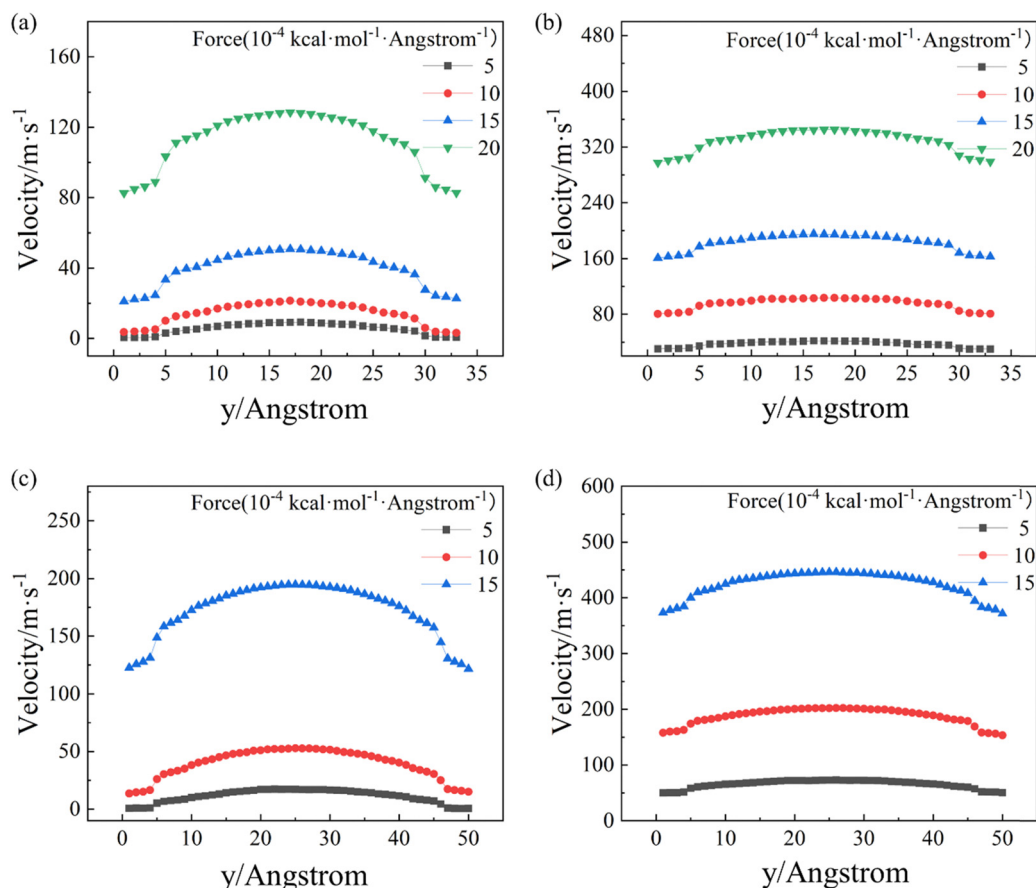 (a)
Force(10⁻⁴ kcal·mol⁻¹·Angstrom⁻¹)
5
10
15
20
160
120
80
40
0
Velocity/m·s⁻¹
0 5 10 15 20 25 30 35
y/Angstrom
(b)
Force(10⁻⁴ kcal·mol⁻¹·Angstrom⁻¹)
5
10
15
20
480
400
320
240
160
80
Velocity/m·s⁻¹
0 5 10 15 20 25 30 35
y/Angstrom
(c)
Force(10⁻⁴ kcal·mol⁻¹·Angstrom⁻¹)
5
10
15
250
200
150
100
50
0
Velocity/m·s⁻¹
0 10 20 30 40 50
y/Angstrom
(d)
Force(10⁻⁴ kcal·mol⁻¹·Angstrom⁻¹)
5
10
15
600
500
400
300
200
100
0
Velocity/m·s⁻¹
0 10 20 30 40 50
y/Angstrom